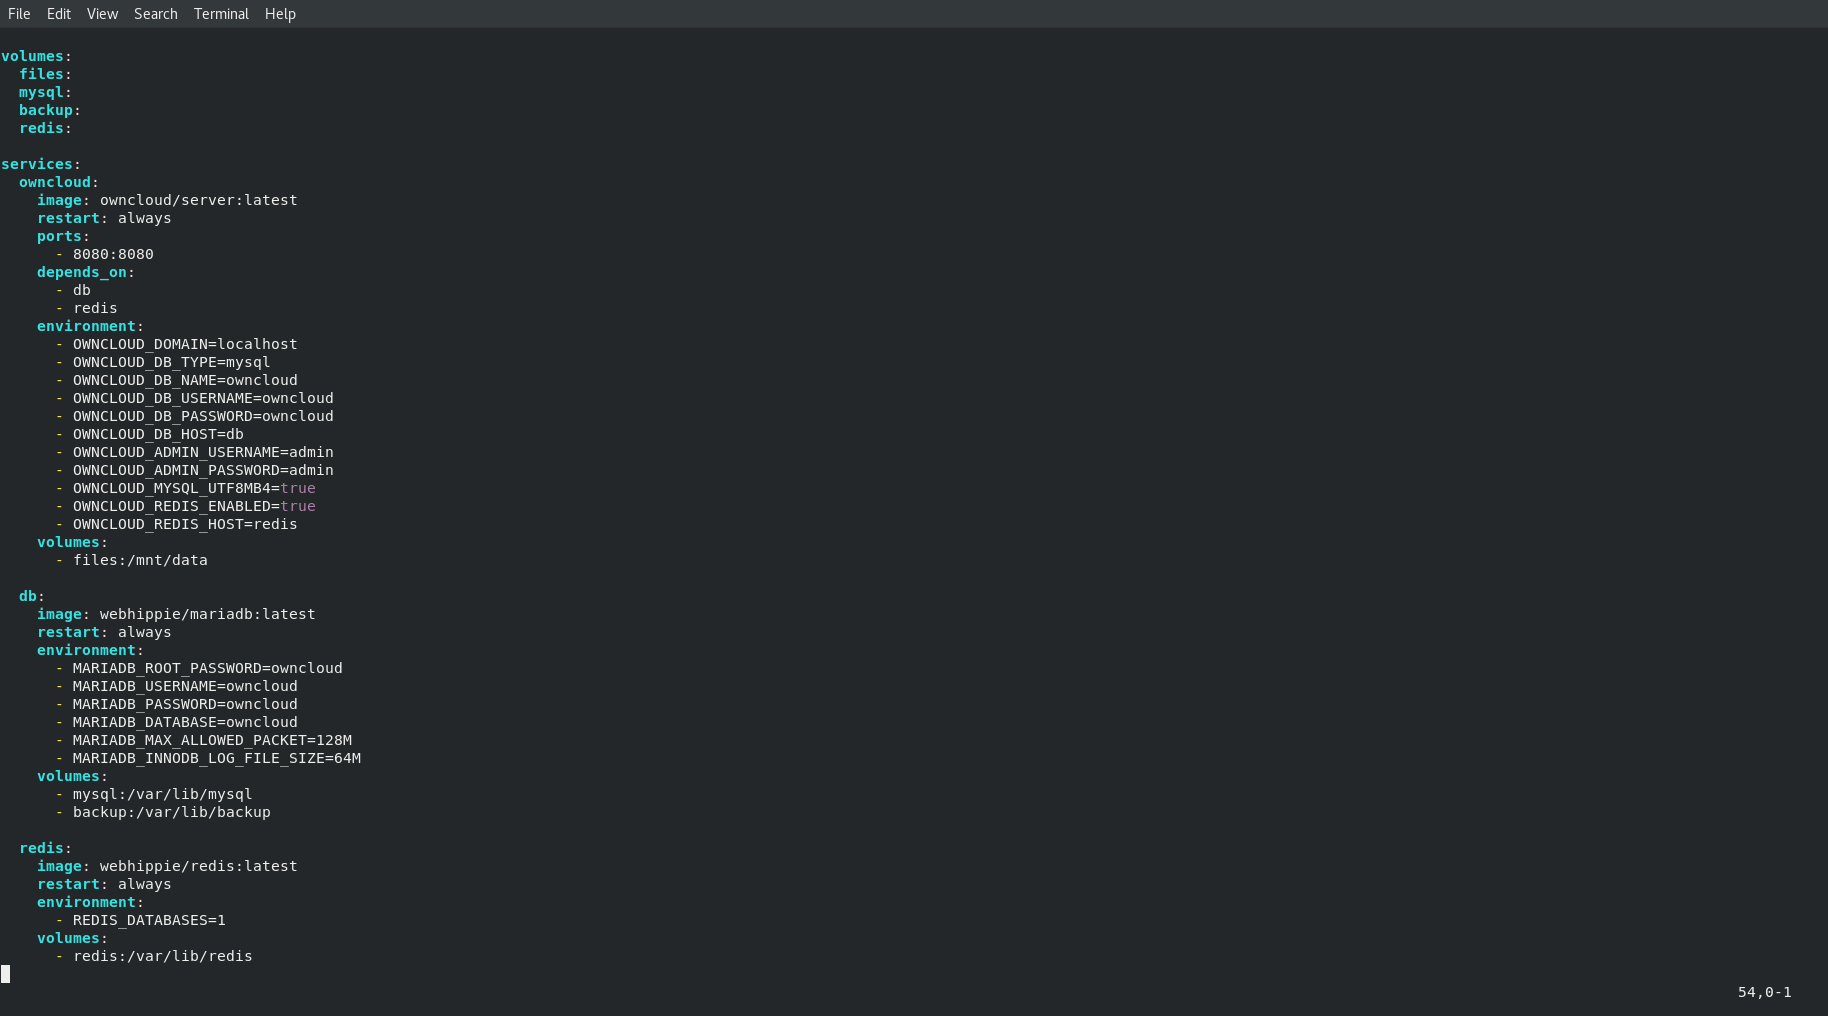 File Edit View Search Terminal Help
volumes:
  files:
  mysql:
  backup:
  redis:

services:
  owncloud:
    image: owncloud/server:latest
    restart: always
    ports:
      - 8080:8080
    depends_on:
      - db
      - redis
    environment:
      - OWNCLOUD_DOMAIN=localhost
      - OWNCLOUD_DB_TYPE=mysql
      - OWNCLOUD_DB_NAME=owncloud
      - OWNCLOUD_DB_USERNAME=owncloud
      - OWNCLOUD_DB_PASSWORD=owncloud
      - OWNCLOUD_DB_HOST=db
      - OWNCLOUD_ADMIN_USERNAME=admin
      - OWNCLOUD_ADMIN_PASSWORD=admin
      - OWNCLOUD_MYSQL_UTF8MB4=true
      - OWNCLOUD_REDIS_ENABLED=true
      - OWNCLOUD_REDIS_HOST=redis
    volumes:
      - files:/mnt/data

  db:
    image: webhippie/mariadb:latest
    restart: always
    environment:
      - MARIADB_ROOT_PASSWORD=owncloud
      - MARIADB_USERNAME=owncloud
      - MARIADB_PASSWORD=owncloud
      - MARIADB_DATABASE=owncloud
      - MARIADB_MAX_ALLOWED_PACKET=128M
      - MARIADB_INNODB_LOG_FILE_SIZE=64M
    volumes:
      - mysql:/var/lib/mysql
      - backup:/var/lib/backup

  redis:
    image: webhippie/redis:latest
    restart: always
    environment:
      - REDIS_DATABASES=1
    volumes:
      - redis:/var/lib/redis
54,0-1